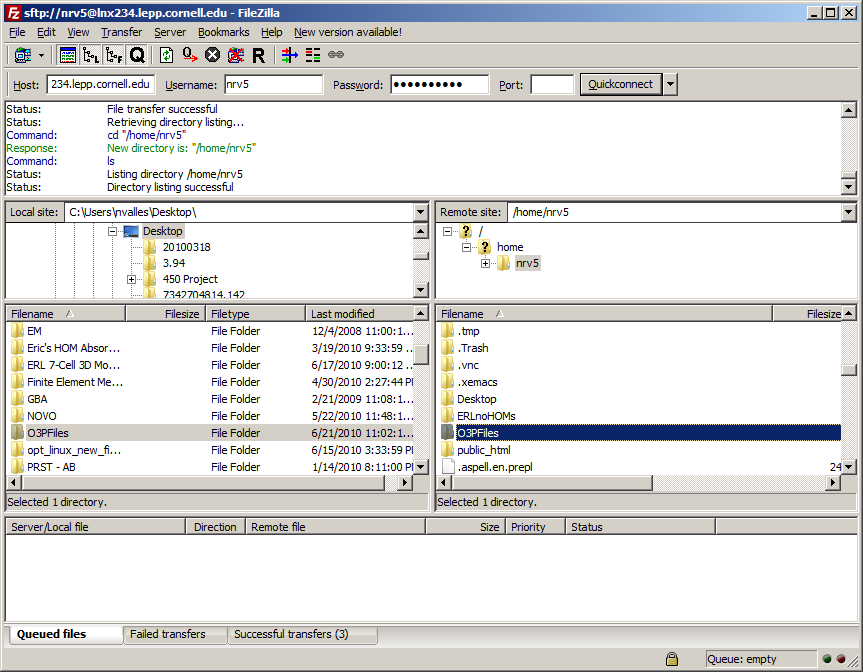 sftp://nrv5@lnx234.lepp.cornell.edu - FileZilla
File Edit View Transfer Server Bookmarks Help New version available!
Host: 234.lepp.cornell.edu Username: nrv5 Password: ●●●●●●●●●● Port: Quickconnect
Status: File transfer successful
Status: Retrieving directory listing...
Command: cd "/home/nrv5"
Response: New directory is: "/home/nrv5"
Command: ls
Status: Listing directory /home/nrv5
Status: Directory listing successful
Local site: C:\Users\nvalles\Desktop\ Remote site: /home/nrv5
Desktop
20100318
3.94
450 Project
7342704814.142
/
home
nrv5
Filename Filesize Filetype Last modified
EM File Folder 12/4/2008 11:00:1...
Eric's HOM Absor... File Folder 3/19/2010 9:33:59 ...
ERL 7-Cell 3D Mo... File Folder 6/17/2010 9:00:12 ...
Finite Element Me... File Folder 4/30/2010 2:27:44 P
GBA File Folder 2/21/2009 11:08:1...
NOVO File Folder 5/22/2010 11:48:1...
O3PFiles File Folder 6/21/2010 11:02:1...
opt_linux_new_fi... File Folder 6/15/2010 3:33:59 P
PRST - AB File Folder 1/14/2010 8:11:00 P
Selected 1 directory.
Filename Filesize
.tmp
.Trash
.vnc
.xemacs
Desktop
ERLnoHOMs
O3PFiles
public_html
.aspell.en.prepl 24
Selected 1 directory.
Server/Local file Direction Remote file Size Priority Status
Queued files Failed transfers Successful transfers (3)
Queue: empty